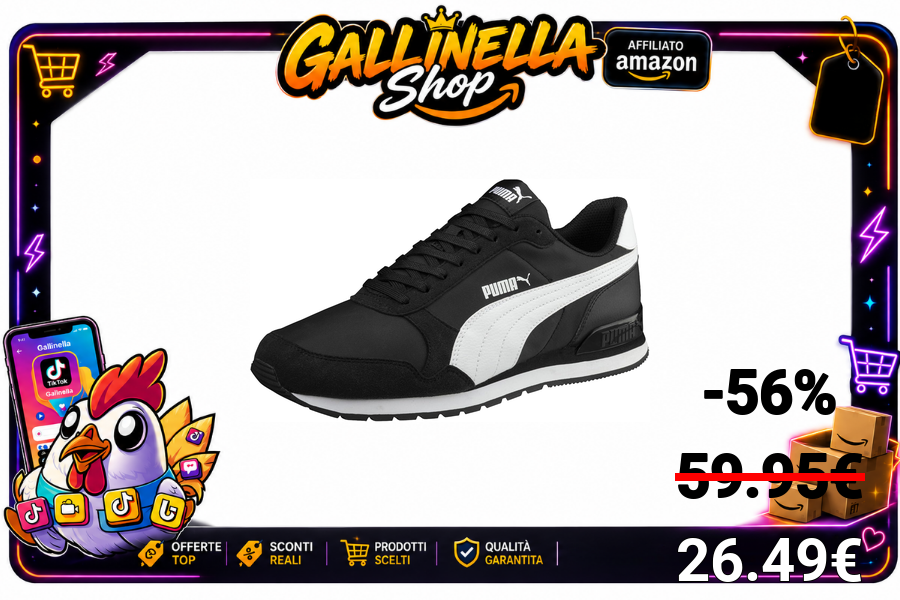 GALLINELLA
Shop
AFFILIATO
amazon
PUMA
PUMA
PUMA
Gallinella
TikTok
Gallinella
-56%
59.95€
26.49€
OFFERTE
TOP
SCONTI
REALI
PRODOTTI
SCELTI
QUALITÀ
GARANTITA